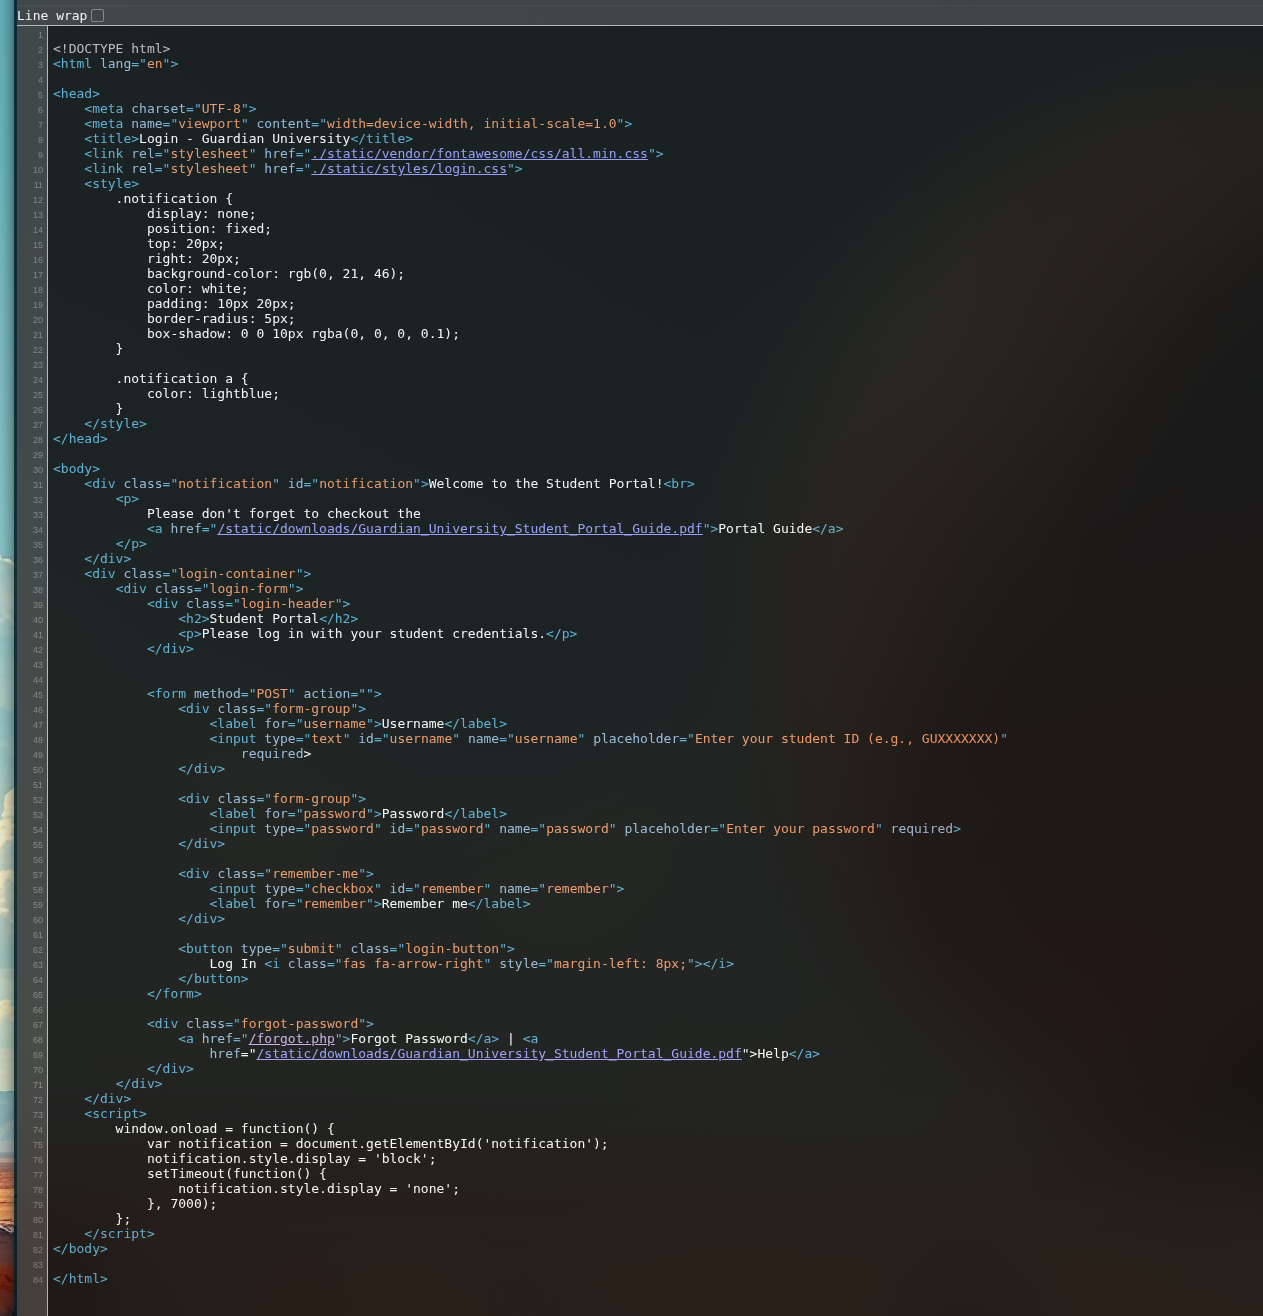 Line wrap
1
2 <!DOCTYPE html>
3 <html lang="en">
4
5 <head>
6     <meta charset="UTF-8">
7     <meta name="viewport" content="width=device-width, initial-scale=1.0">
8     <title>Login - Guardian University</title>
9     <link rel="stylesheet" href="./static/vendor/fontawesome/css/all.min.css">
10     <link rel="stylesheet" href="./static/styles/login.css">
11     <style>
12         .notification {
13             display: none;
14             position: fixed;
15             top: 20px;
16             right: 20px;
17             background-color: rgb(0, 21, 46);
18             color: white;
19             padding: 10px 20px;
20             border-radius: 5px;
21             box-shadow: 0 0 10px rgba(0, 0, 0, 0.1);
22         }
23
24         .notification a {
25             color: lightblue;
26         }
27     </style>
28 </head>
29
30 <body>
31     <div class="notification" id="notification">Welcome to the Student Portal!<br>
32         <p>
33             Please don't forget to checkout the
34             <a href="/static/downloads/Guardian_University_Student_Portal_Guide.pdf">Portal Guide</a>
35         </p>
36     </div>
37     <div class="login-container">
38         <div class="login-form">
39             <div class="login-header">
40                 <h2>Student Portal</h2>
41                 <p>Please log in with your student credentials.</p>
42             </div>
43
44
45             <form method="POST" action="">
46                 <div class="form-group">
47                     <label for="username">Username</label>
48                     <input type="text" id="username" name="username" placeholder="Enter your student ID (e.g., GUXXXXXXX)"
49                         required>
50                 </div>
51
52                 <div class="form-group">
53                     <label for="password">Password</label>
54                     <input type="password" id="password" name="password" placeholder="Enter your password" required>
55                 </div>
56
57                 <div class="remember-me">
58                     <input type="checkbox" id="remember" name="remember">
59                     <label for="remember">Remember me</label>
60                 </div>
61
62                 <button type="submit" class="login-button">
63                     Log In <i class="fas fa-arrow-right" style="margin-left: 8px;"></i>
64                 </button>
65             </form>
66
67             <div class="forgot-password">
68                 <a href="/forgot.php">Forgot Password</a> | <a
69                     href="/static/downloads/Guardian_University_Student_Portal_Guide.pdf">Help</a>
70             </div>
71         </div>
72     </div>
73     <script>
74         window.onload = function() {
75             var notification = document.getElementById('notification');
76             notification.style.display = 'block';
77             setTimeout(function() {
78                 notification.style.display = 'none';
79             }, 7000);
80         };
81     </script>
82 </body>
83
84 </html>